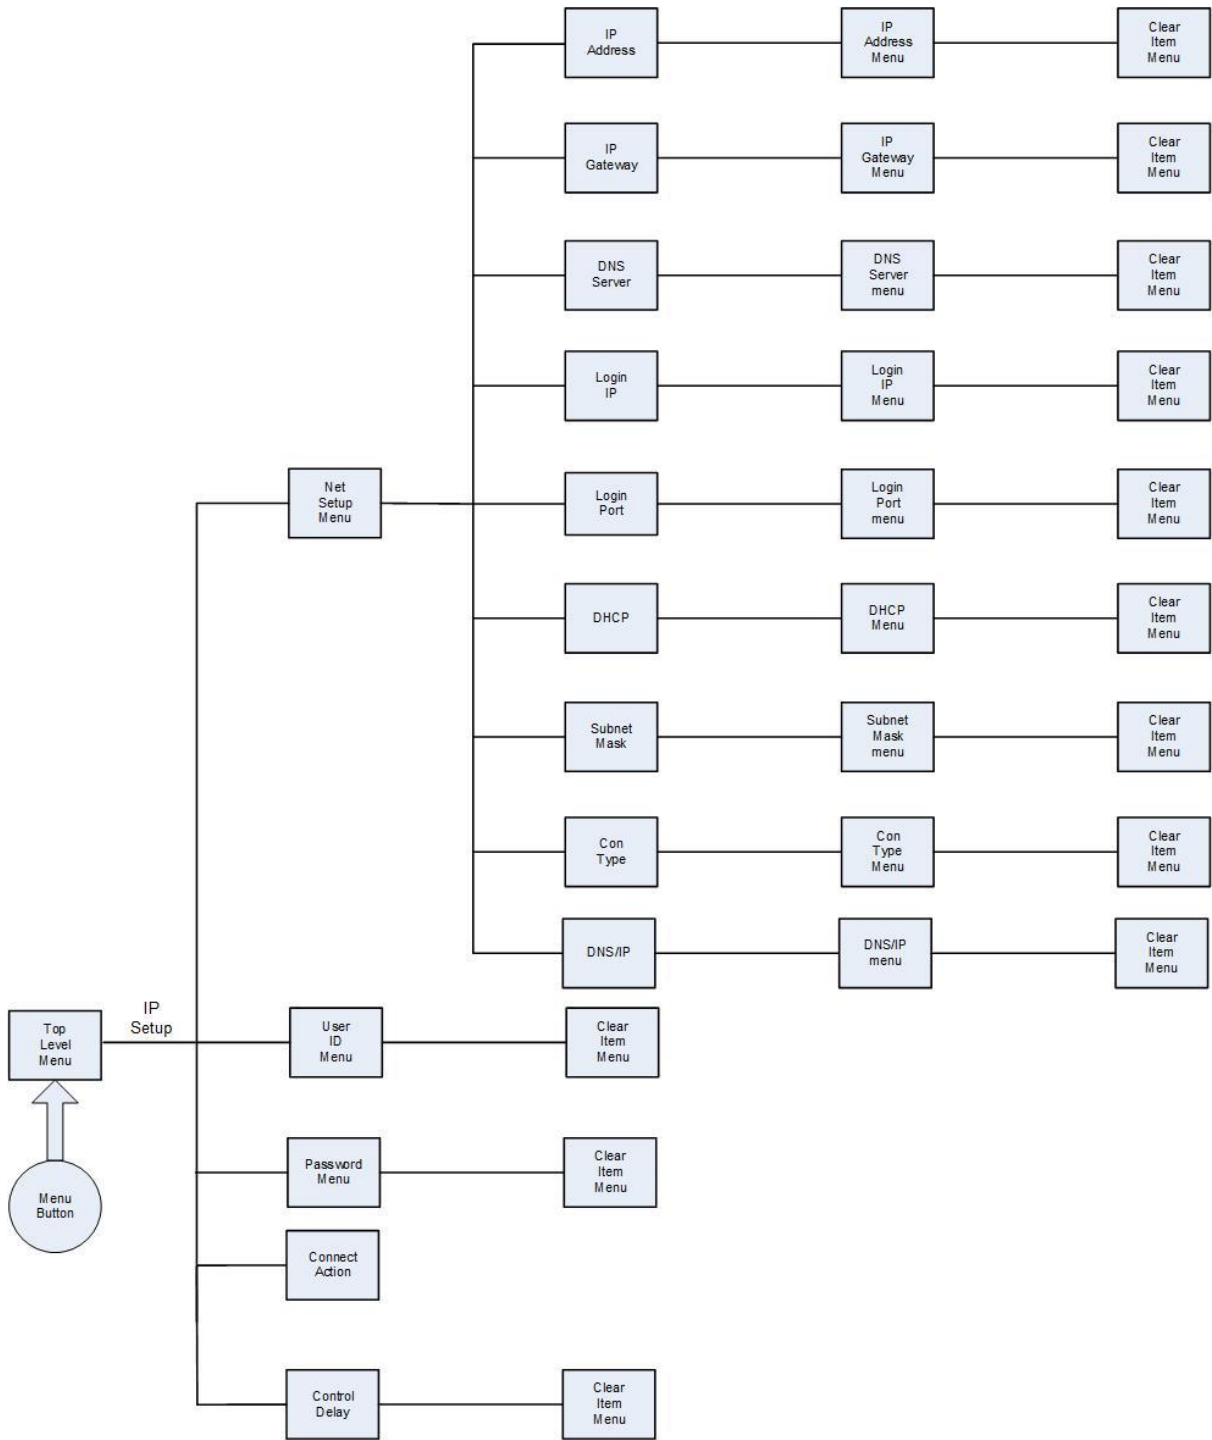 IP
Address
IP
Address
Menu
Clear
Item
Menu
IP
Gateway
IP
Gateway
Menu
Clear
Item
Menu
DNS
Server
DNS
Server
menu
Clear
Item
Menu
Login
IP
Login
IP
Menu
Clear
Item
Menu
Net
Setup
Menu
Login
Port
Login
Port
menu
Clear
Item
Menu
DHCP
DHCP
Menu
Clear
Item
Menu
Subnet
Mask
Subnet
Mask
menu
Clear
Item
Menu
Con
Type
Con
Type
Menu
Clear
Item
Menu
DNS/IP
DNS/IP
menu
Clear
Item
Menu
Top
Level
Menu
IP
Setup
User
ID
Menu
Clear
Item
Menu
Menu
Button
Password
Menu
Clear
Item
Menu
Connect
Action
Control
Delay
Clear
Item
Menu